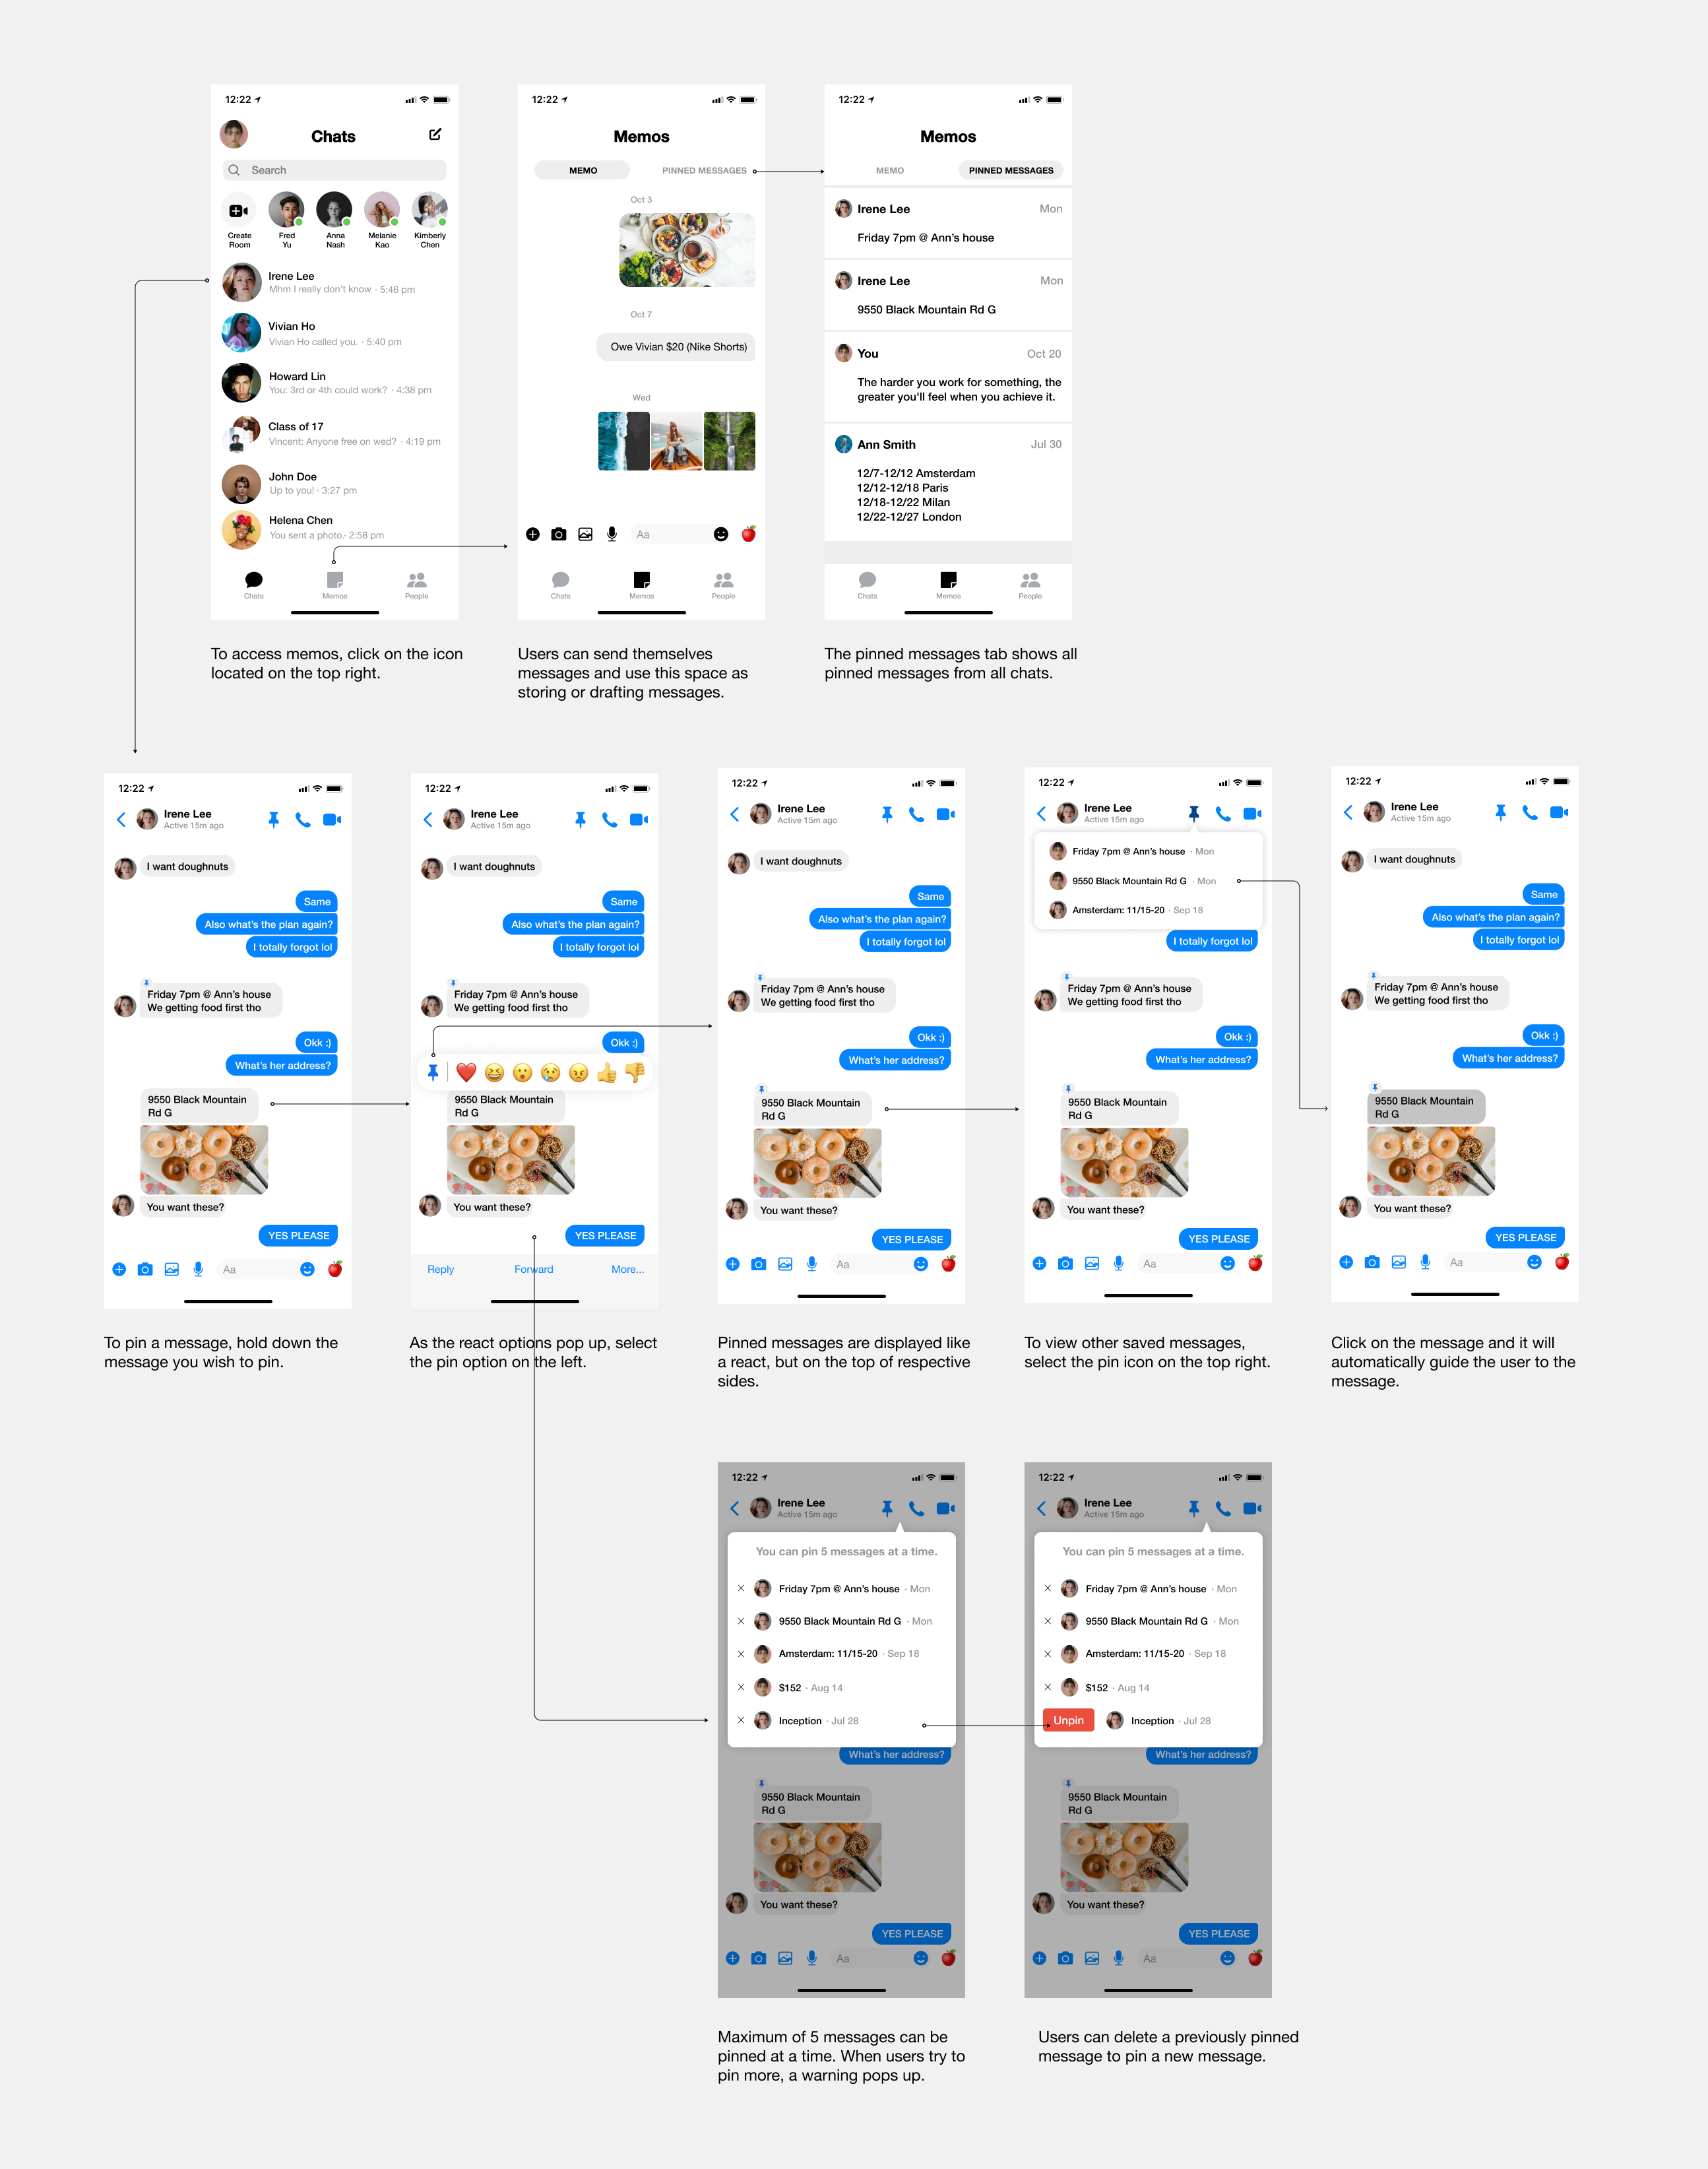 12:22
Chats
Search
Create
Room
Fred
Yu
Anna
Nash
Melanie
Kao
Kimberly
Chen
Irene Lee
Mhm I really don't know · 5:46 pm
Vivian Ho
Vivian Ho called you. · 5:40 pm
Howard Lin
You: 3rd or 4th could work? · 4:38 pm
Class of 17
Vincent: Anyone free on wed? · 4:19 pm
John Doe
Up to you! · 3:27 pm
Helena Chen
You sent a photo.· 2:58 pm
Chats
Memos
People
To access memos, click on the icon
located on the top right.
12:22
Memos
MEMO
PINNED MESSAGES
Oct 3
Oct 7
Owe Vivian $20 (Nike Shorts)
Wed
Aa
Chats
Memos
People
Users can send themselves
messages and use this space as
storing or drafting messages.
12:22
Memos
MEMO
PINNED MESSAGES
Irene Lee
Mon
Friday 7pm @ Ann's house
Irene Lee
Mon
9550 Black Mountain Rd G
You
Oct 20
The harder you work for something, the
greater you'll feel when you achieve it.
Ann Smith
Jul 30
12/7-12/12 Amsterdam
12/12-12/18 Paris
12/18-12/22 Milan
12/22-12/27 London
Chats
Memos
People
The pinned messages tab shows all
pinned messages from all chats.
12:22
Irene Lee
Active 15m ago
I want doughnuts
Same
Also what's the plan again?
I totally forgot lol
Friday 7pm @ Ann's house
We getting food first tho
Okk :)
What's her address?
9550 Black Mountain
Rd G
You want these?
YES PLEASE
Aa
To pin a message, hold down the
message you wish to pin.
12:22
Irene Lee
Active 15m ago
I want doughnuts
Same
Also what's the plan again?
I totally forgot lol
Friday 7pm @ Ann's house
We getting food first tho
Okk :)
9550 Black Mountain
Rd G
You want these?
YES PLEASE
Reply
Forward
More...
As the react options pop up, select
the pin option on the left.
12:22
Irene Lee
Active 15m ago
I want doughnuts
Same
Also what's the plan again?
I totally forgot lol
Friday 7pm @ Ann's house
We getting food first tho
Okk :)
What's her address?
9550 Black Mountain
Rd G
You want these?
YES PLEASE
Aa
Pinned messages are displayed like
a react, but on the top of respective
sides.
12:22
Irene Lee
Active 15m ago
Friday 7pm @ Ann's house · Mon
9550 Black Mountain Rd G · Mon
Amsterdam: 11/15-20 · Sep 18
I totally forgot lol
Friday 7pm @ Ann's house
We getting food first tho
Okk :)
What's her address?
9550 Black Mountain
Rd G
You want these?
YES PLEASE
Aa
To view other saved messages,
select the pin icon on the top right.
12:22
Irene Lee
Active 15m ago
I want doughnuts
Same
Also what's the plan again?
I totally forgot lol
Friday 7pm @ Ann's house
We getting food first tho
Okk :)
What's her address?
9550 Black Mountain
Rd G
You want these?
YES PLEASE
Aa
Click on the message and it will
automatically guide the user to the
message.
12:22
Irene Lee
Active 15m ago
You can pin 5 messages at a time.
Friday 7pm @ Ann's house · Mon
9550 Black Mountain Rd G · Mon
Amsterdam: 11/15-20 · Sep 18
$152 · Aug 14
Inception · Jul 28
What's her address?
9550 Black Mountain
Rd G
You want these?
YES PLEASE
Aa
Maximum of 5 messages can be
pinned at a time. When users try to
pin more, a warning pops up.
12:22
Irene Lee
Active 15m ago
You can pin 5 messages at a time.
Friday 7pm @ Ann's house · Mon
9550 Black Mountain Rd G · Mon
Amsterdam: 11/15-20 · Sep 18
$152 · Aug 14
Unpin
Inception · Jul 28
What's her address?
9550 Black Mountain
Rd G
You want these?
YES PLEASE
Aa
Users can delete a previously pinned
message to pin a new message.